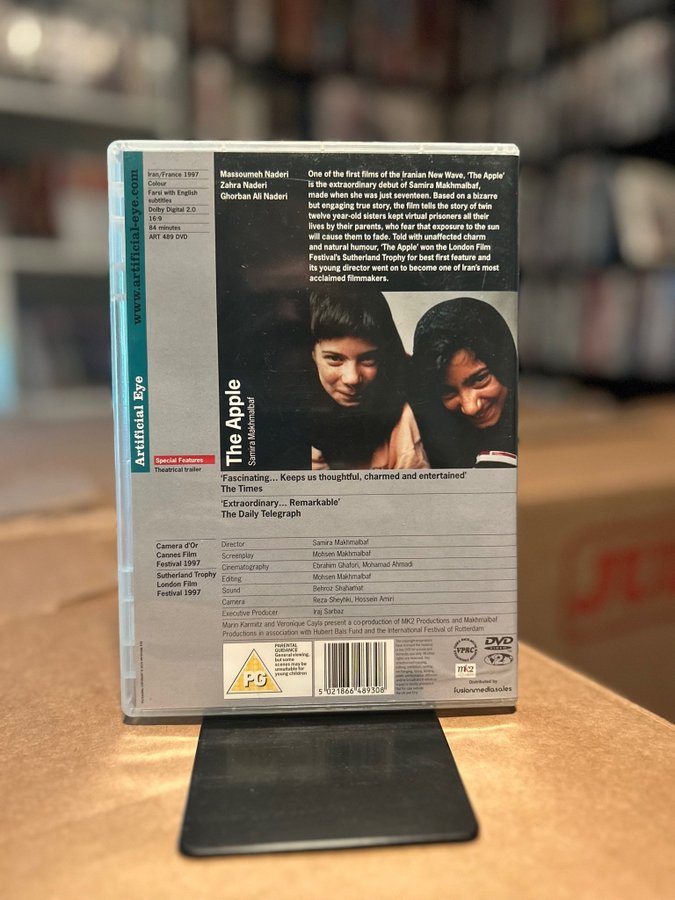 www.artificial-eye.com
Artificial Eye
Iran/France 1997
Colour
Farsi with English
subtitles
Dolby Digital 2.0
16:9
84 minutes
ART 489 DVD
Special Features
Theatrical trailer
Massoumeh Naderi
Zahra Naderi
Ghorban Ali Naderi
One of the first films of the Iranian New Wave, 'The Apple'
is the extraordinary debut of Samira Makhmalbaf,
made when she was just seventeen. Based on a bizarre
but engaging true story, the film tells the story of twin
twelve year-old sisters kept virtual prisoners all their
lives by their parents, who fear that exposure to the sun
will cause them to fade. Told with unaffected charm
and natural humour, 'The Apple' won the London Film
Festival's Sutherland Trophy for best first feature and
its young director went on to become one of Iran's most
acclaimed filmmakers.
The Apple
Samira Makhmalbaf
'Fascinating... Keeps us thoughtful, charmed and entertained'
The Times
'Extraordinary... Remarkable'
The Daily Telegraph
Camera d'Or
Cannes Film
Festival 1997
Sutherland Trophy
London Film
Festival 1997
Director Samira Makhmalbaf
Screenplay Mohsen Makhmalbaf
Cinematography Ebrahim Ghafori, Mohamad Ahmadi
Editing Mohsen Makhmalbaf
Sound Behroz Shahamat
Camera Reza Sheyhki, Hossein Amiri
Executive Producer Iraj Sarbaz
Marin Karmitz and Veronique Cayla present a co-production of MK2 Productions and Makhmalbaf
Productions in association with Hubert Bals Fund and the International Festival of Rotterdam
PG
PARENTAL
GUIDANCE
General viewing,
but some
scenes may be
unsuitable for
young children
5 021866 489308
VPRC
mk2
DVD
VIDEO
2
Distributed by
fusionmediasales